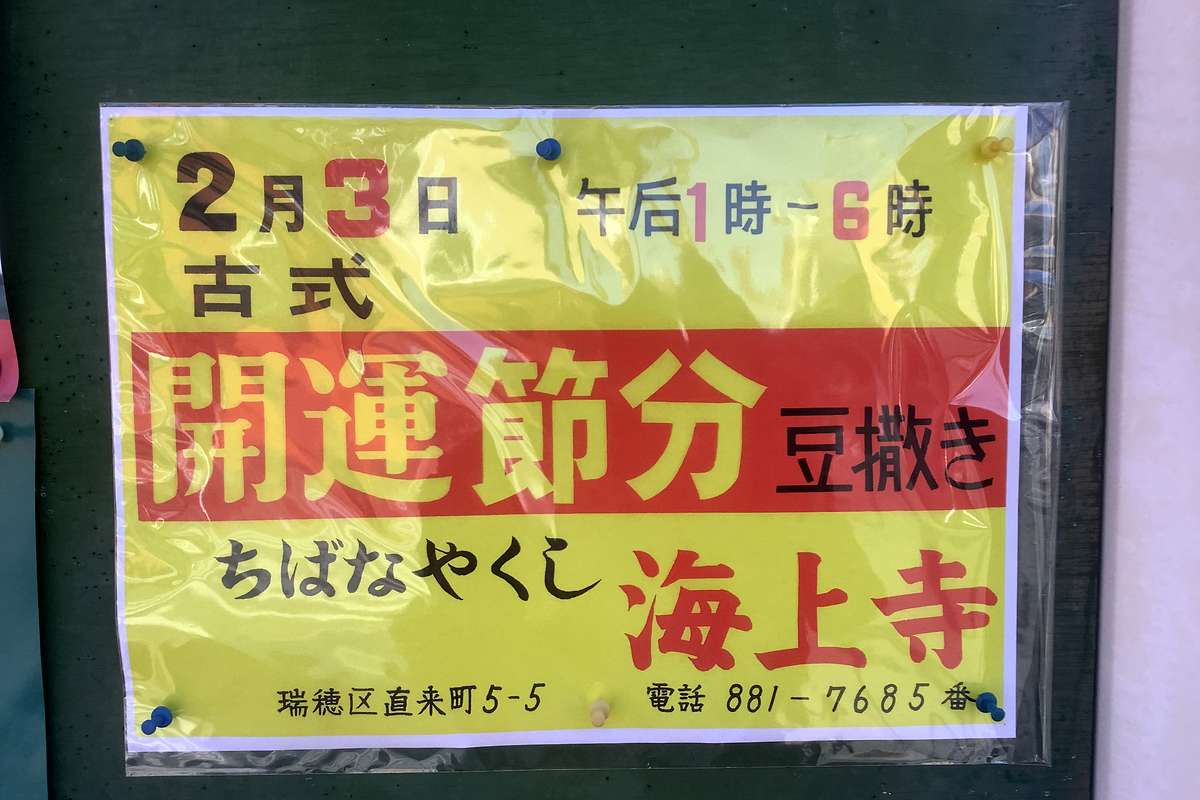 2月3日 午后1時~6時
古式
開運節分 豆撒き
ちばなやくし 海上寺
瑞穂区直来町5-5 電話 881-7685番